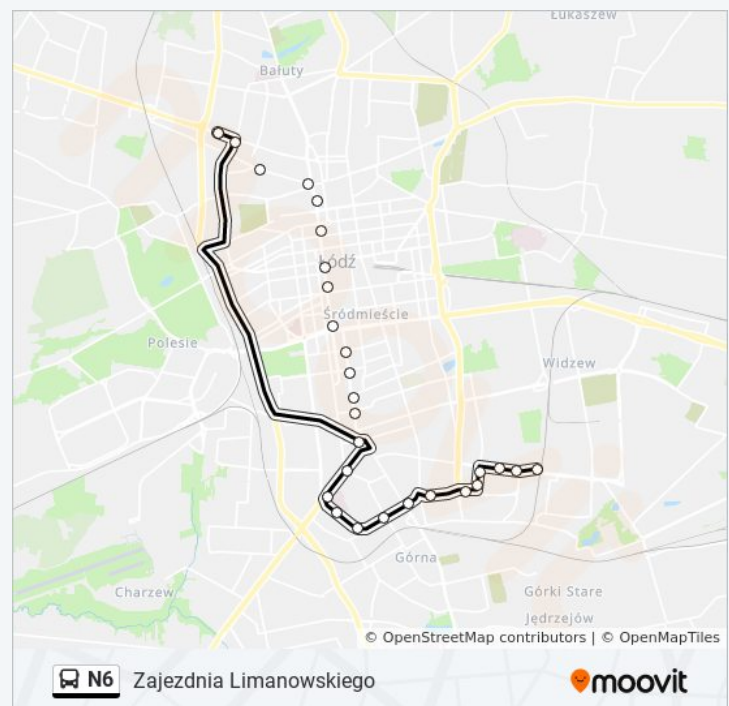 Łukaszew
Bałuty
Łódź
Śródmieście
Polesie
Widzew
Górna
Charzew
Górki Stare
Jędrzejów
© OpenStreetMap contributors | © OpenMapTiles
N6 Zajezdnia Limanowskiego
moovit